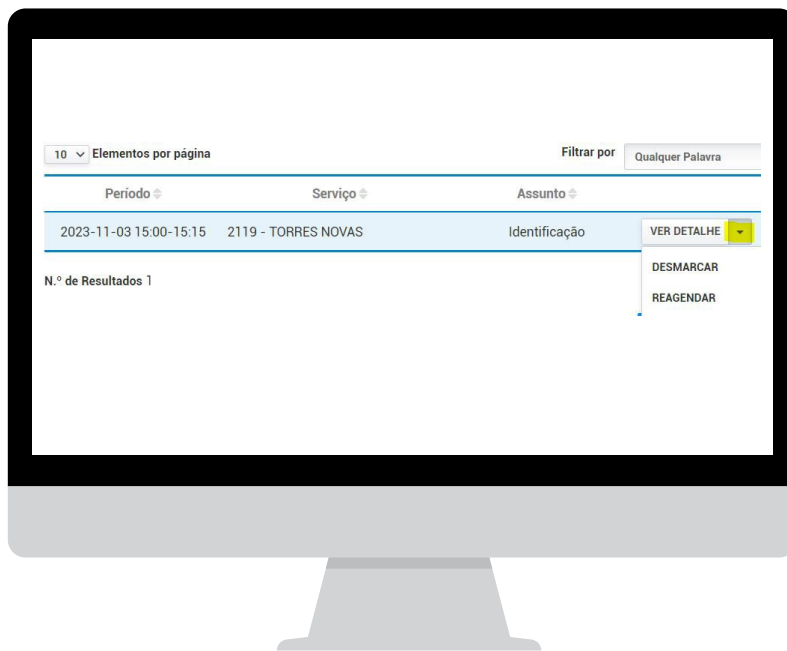 10 Elementos por página Filtrar por Qualquer Palavra
Período Serviço Assunto
2023-11-03 15:00-15:15 2119 - TORRES NOVAS Identificação VER DETALHE
DESMARCAR
N.º de Resultados 1
REAGENDAR